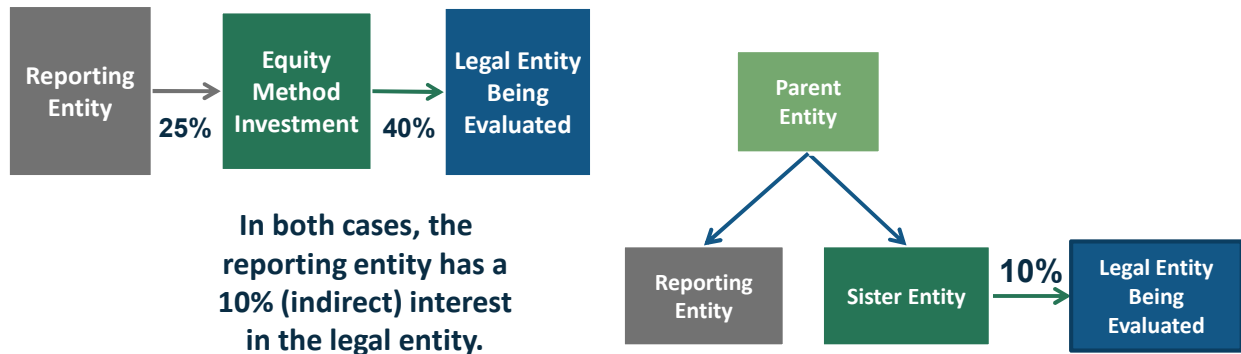 Reporting
Entity
25%
Equity
Method
Investment
40%
Legal Entity
Being
Evaluated
In both cases, the
reporting entity has a
10% (indirect) interest
in the legal entity.
Parent
Entity
Reporting
Entity
Sister Entity
10%
Legal Entity
Being
Evaluated